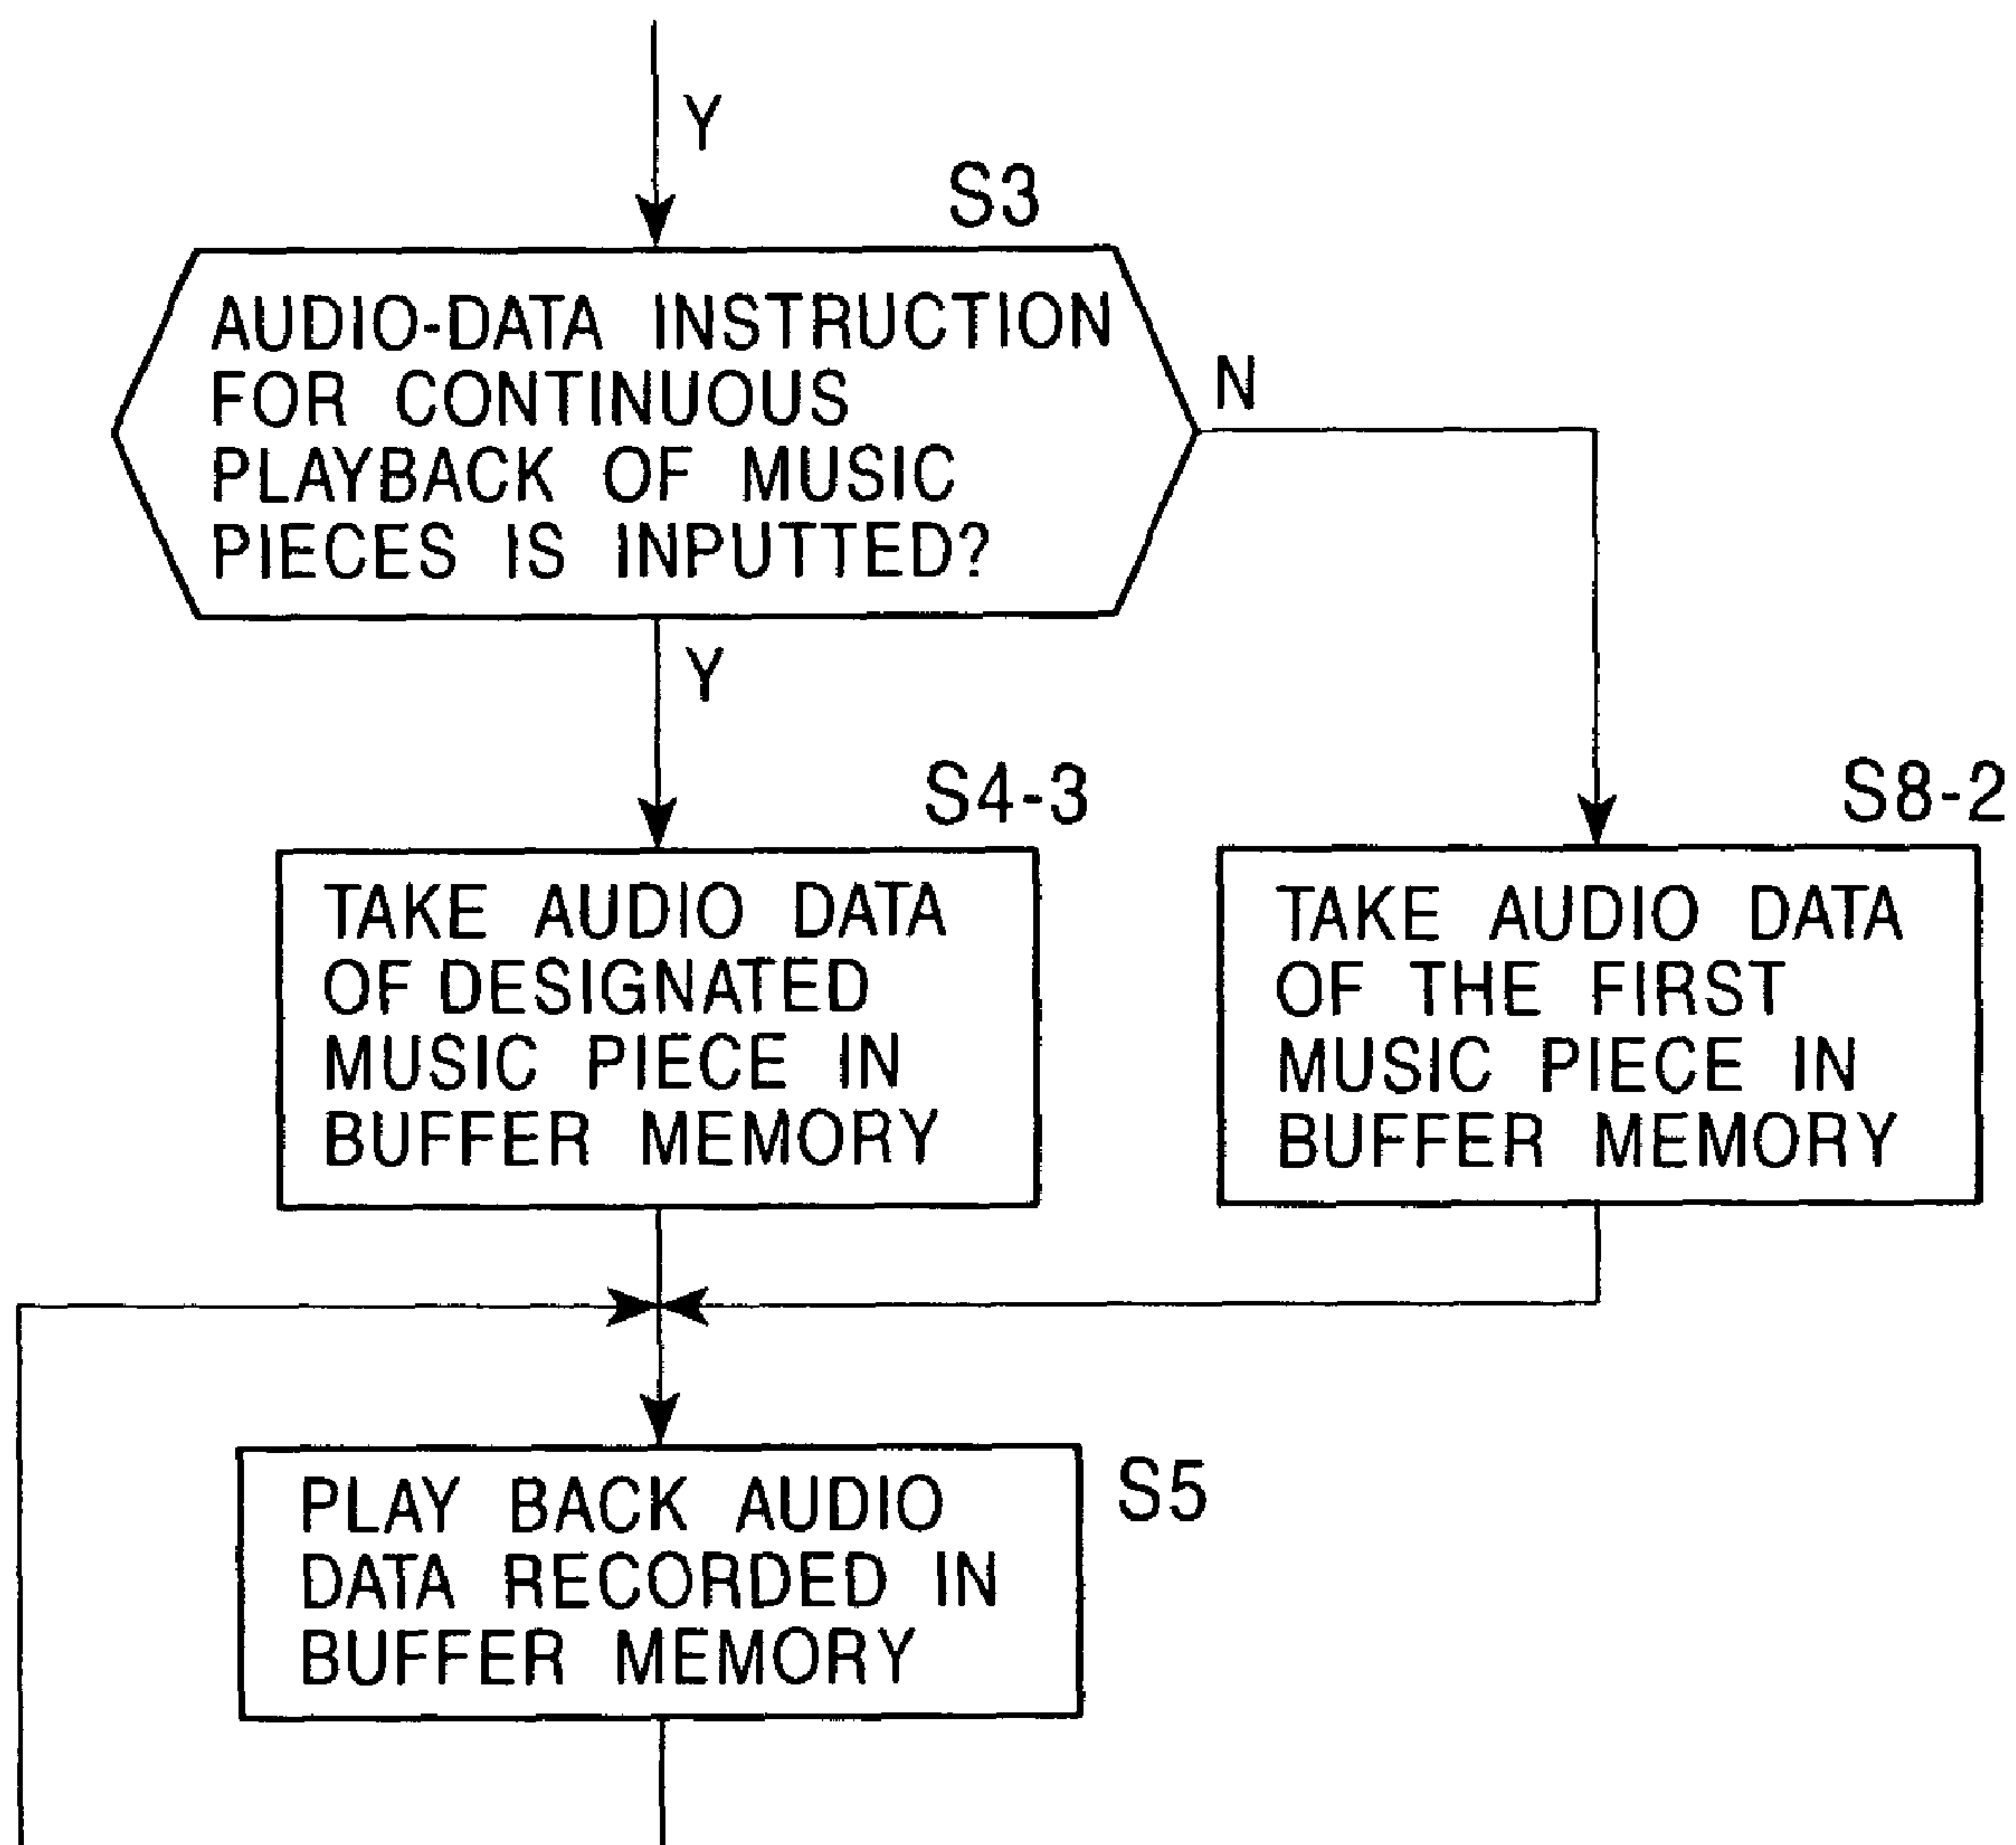 Y
S3
AUDIO-DATA INSTRUCTION
FOR CONTINUOUS
PLAYBACK OF MUSIC
PIECES IS INPUTTED?
N
Y
S4-3
TAKE AUDIO DATA
OF DESIGNATED
MUSIC PIECE IN
BUFFER MEMORY
S8-2
TAKE AUDIO DATA
OF THE FIRST
MUSIC PIECE IN
BUFFER MEMORY
PLAY BACK AUDIO
DATA RECORDED IN
BUFFER MEMORY
S5